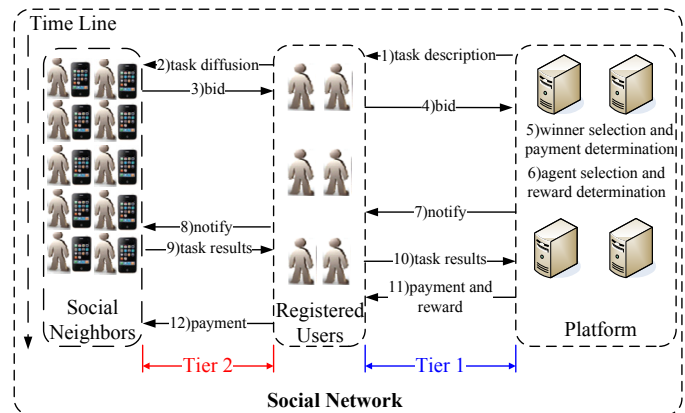 Time Line
2)task diffusion
1)task description
3)bid
4)bid
5)winner selection and
payment determination
6)agent selection and
reward determination
7)notify
8)notify
9)task results
10)task results
11)payment and
reward
12)payment
Social
Neighbors
Registered
Users
Platform
Tier 2
Tier 1
Social Network